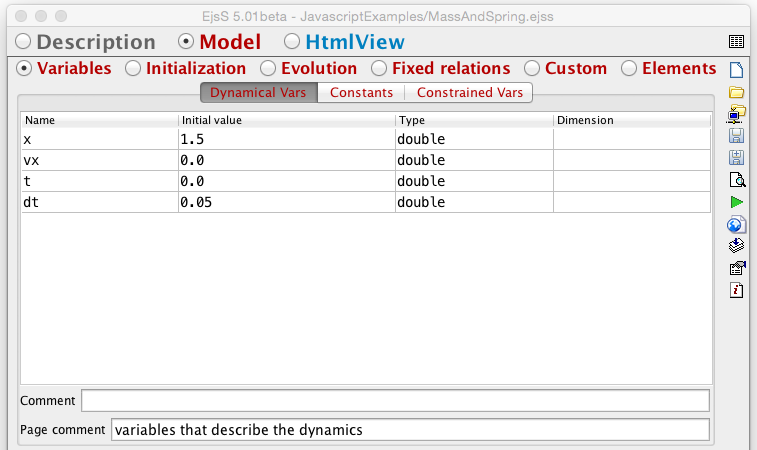 EjsS 5.01beta - JavascriptExamples/MassAndSpring.ejss
Description Model HtmlView
Variables Initialization Evolution Fixed relations Custom Elements
Dynamical Vars Constants Constrained Vars
Name Initial value Type Dimension
x 1.5 double
vx 0.0 double
t 0.0 double
dt 0.05 double
Comment
Page comment variables that describe the dynamics